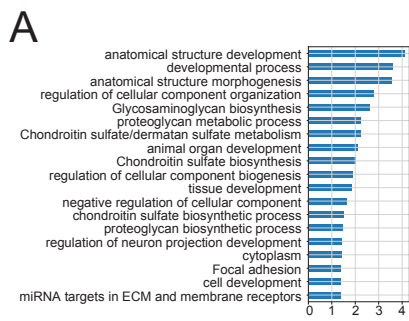 A
anatomical structure development
developmental process
anatomical structure morphogenesis
regulation of cellular component organization
Glycosaminoglycan biosynthesis
proteoglycan metabolic process
Chondroitin sulfate/dermatan sulfate metabolism
animal organ development
Chondroitin sulfate biosynthesis
regulation of cellular component biogenesis
tissue development
negative regulation of cellular component
chondroitin sulfate biosynthetic process
proteoglycan biosynthetic process
regulation of neuron projection development
cytoplasm
Focal adhesion
cell development
miRNA targets in ECM and membrane receptors
0 1 2 3 4